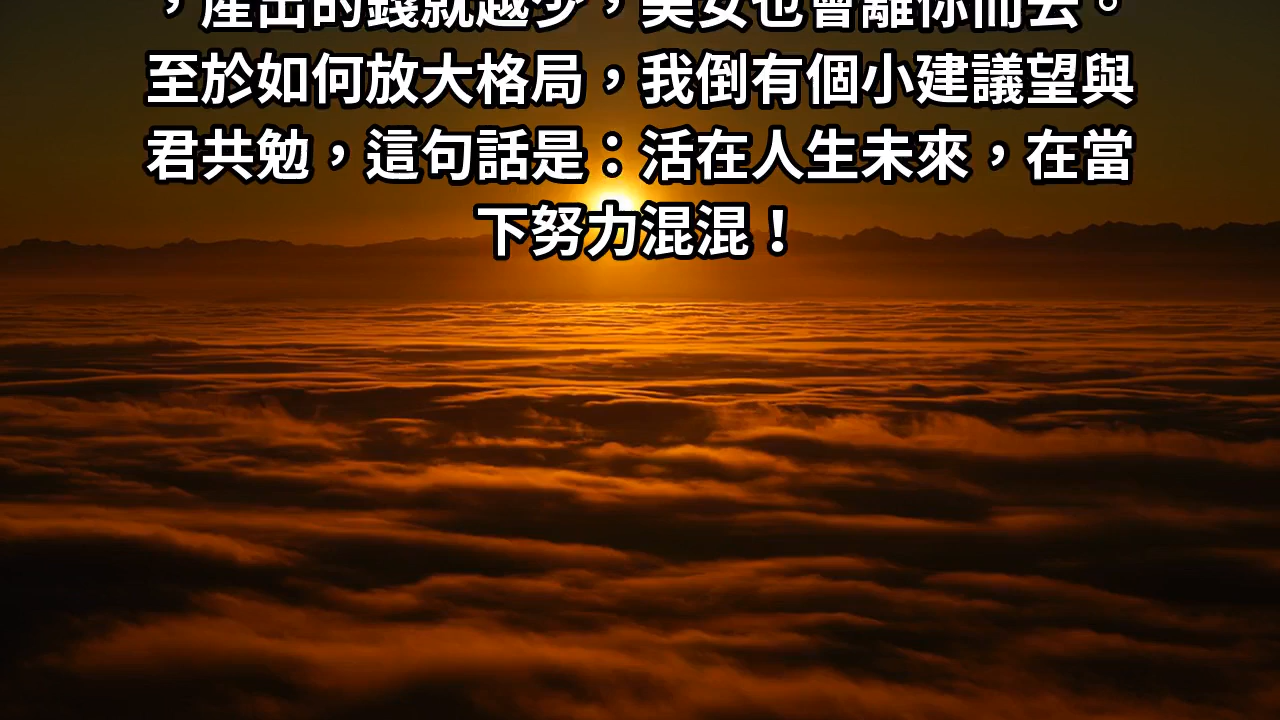 ，產出的錢就越少，美女也會離你而去。
至於如何放大格局，我倒有個小建議望與
君共勉，這句話是：活在人生未來，在當
下努力混混！